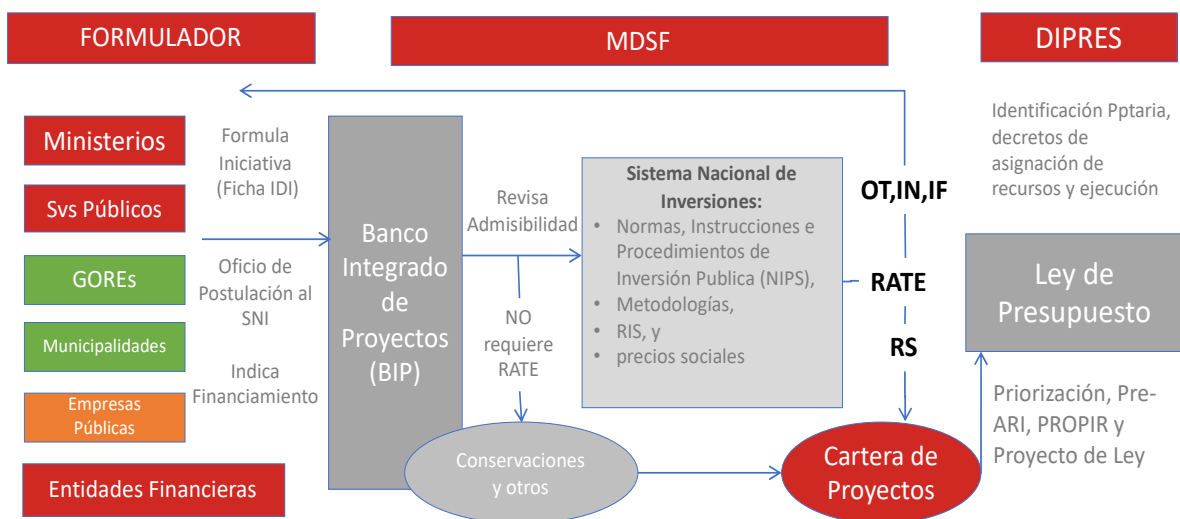 FORMULADOR
MDSF
DIPRES
Ministerios
Svs Públicos
GOREs
Municipalidades
Empresas
Públicas
Entidades Financieras
Formula
Iniciativa
(Ficha IDI)
Oficio de
Postulación al
SNI
Indica
Financiamiento
Banco
Integrado
de
Proyectos
(BIP)
Revisa
Admisibilidad
NO
requiere
RATE
Conservaciones
y otros
Sistema Nacional de
Inversiones:
• Normas, Instrucciones e
Procedimientos de
Inversión Publica (NIPS),
• Metodologías,
• RIS, y
• precios sociales
OT,IN,IF
RATE
RS
Cartera de
Proyectos
Identificación Pptaria,
decretos de
asignación de
recursos y ejecución
Ley de
Presupuesto
Priorización, Pre-
ARI, PROPIR y
Proyecto de Ley